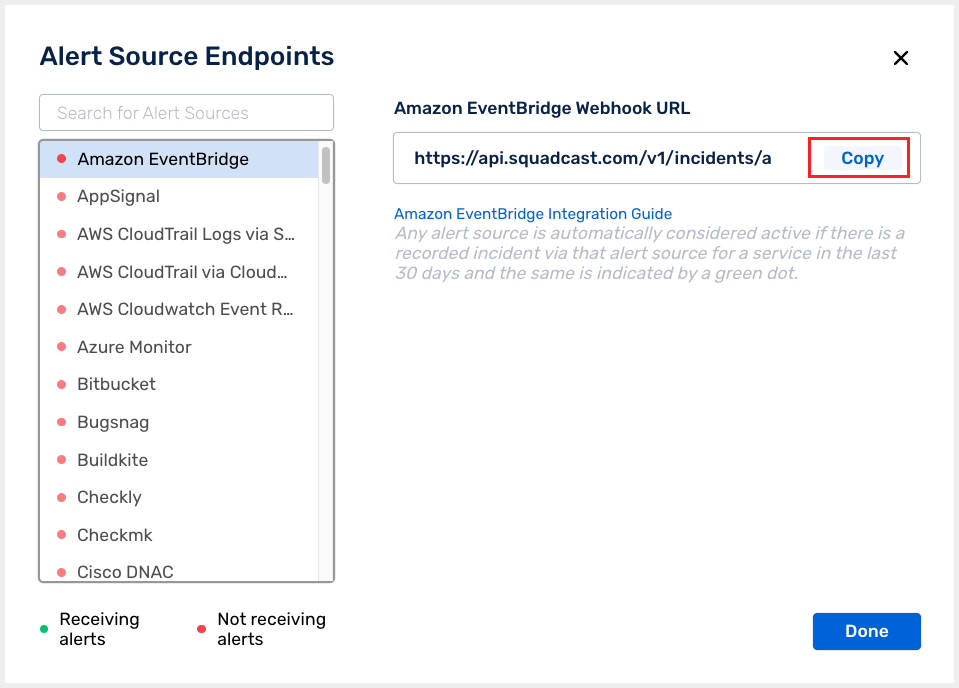 Alert Source Endpoints
Search for Alert Sources
Amazon EventBridge
AppSignal
AWS CloudTrail Logs via S...
AWS CloudTrail via Cloud...
AWS Cloudwatch Event R...
Azure Monitor
Bitbucket
Bugsnag
Buildkite
Checkly
Checkmk
Cisco DNAC
Receiving
alerts
Not receiving
alerts
Amazon EventBridge Webhook URL
https://api.squadcast.com/v1/incidents/a
Copy
Amazon EventBridge Integration Guide
Any alert source is automatically considered active if there is a
recorded incident via that alert source for a service in the last
30 days and the same is indicated by a green dot.
Done